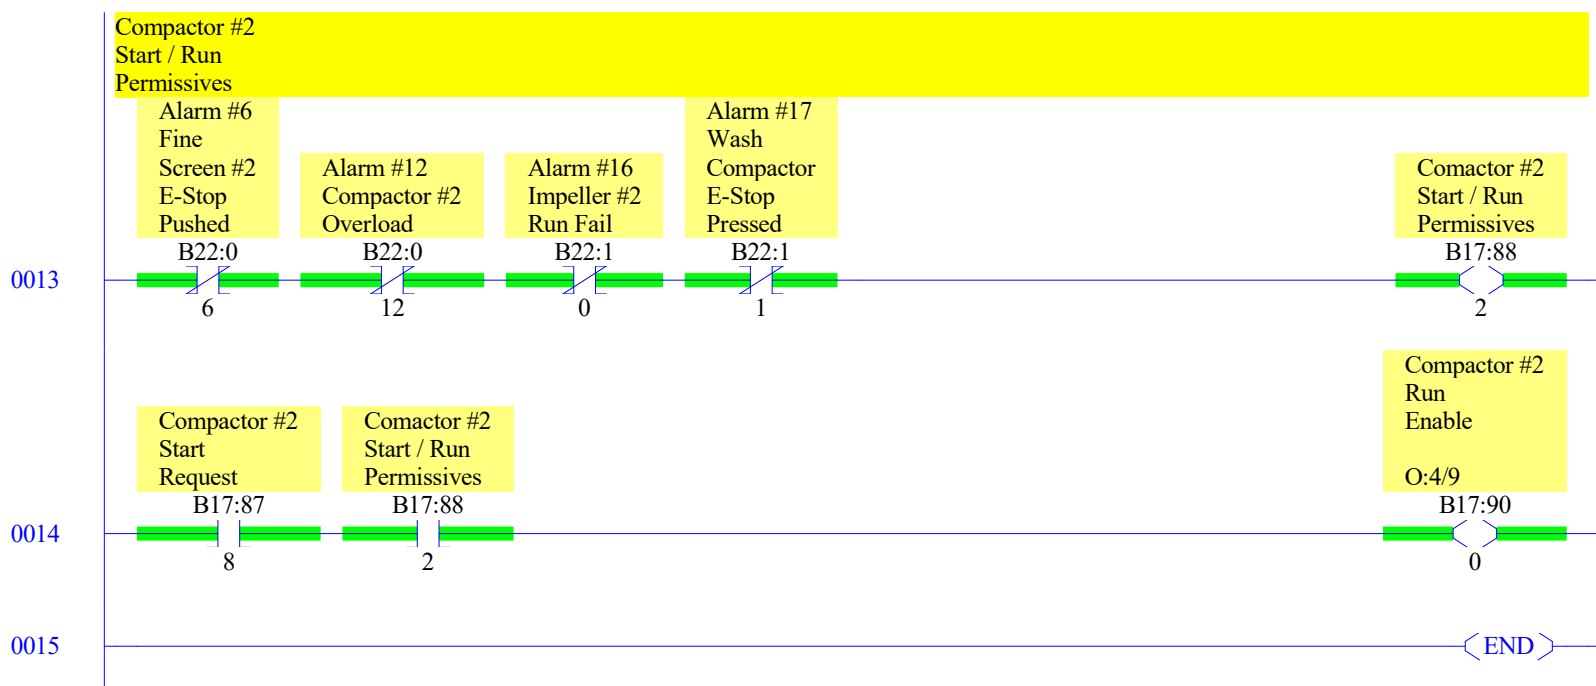 Compactor #2
Start / Run
Permissives
Alarm #6
Fine
Screen #2
E-Stop
Pushed
B22:0
6
Alarm #12
Compactor #2
Overload
B22:0
12
Alarm #16
Impeller #2
Run Fail
B22:1
0
Alarm #17
Wash
Compactor
E-Stop
Pressed
B22:1
1
Comactor #2
Start / Run
Permissives
B17:88
2
0013
Compactor #2
Start
Request
B17:87
8
Comactor #2
Start / Run
Permissives
B17:88
2
Compactor #2
Run
Enable
O:4/9
B17:90
0
0014
0015
END